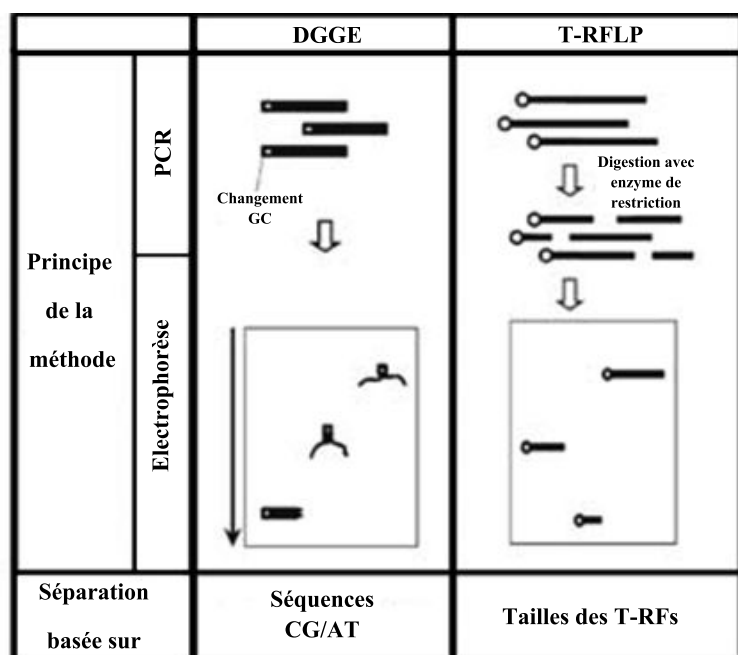 DGGE
T-RFLP
Principe
de la
méthode
PCR
Changement
GC
Digestion avec
enzyme de
restriction
Electrophorèse
Séparation
basée sur
Séquences
CG/AT
Tailles des T-RFs